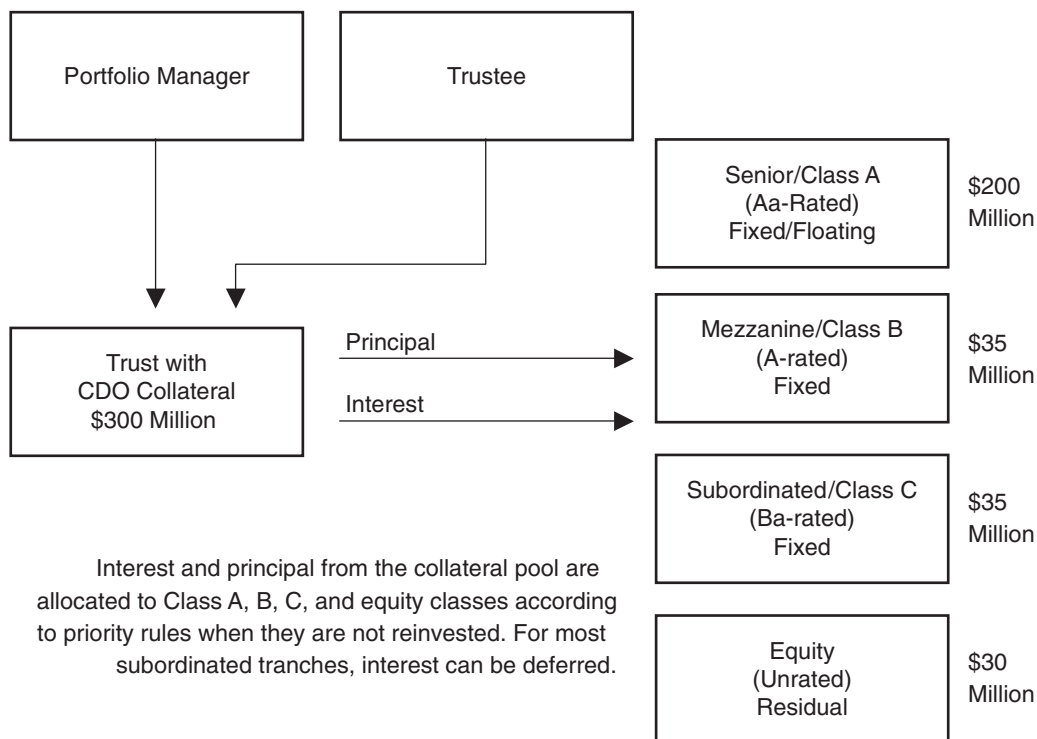 Portfolio Manager
Trustee
Senior/Class A
(Aa-Rated)
Fixed/Floating
$200
Million
Trust with
CDO Collateral
$300 Million
Principal
Interest
Mezzanine/Class B
(A-rated)
Fixed
$35
Million
Subordinated/Class C
(Ba-rated)
Fixed
$35
Million
Interest and principal from the collateral pool are
allocated to Class A, B, C, and equity classes according
to priority rules when they are not reinvested. For most
subordinated tranches, interest can be deferred.
Equity
(Unrated)
Residual
$30
Million